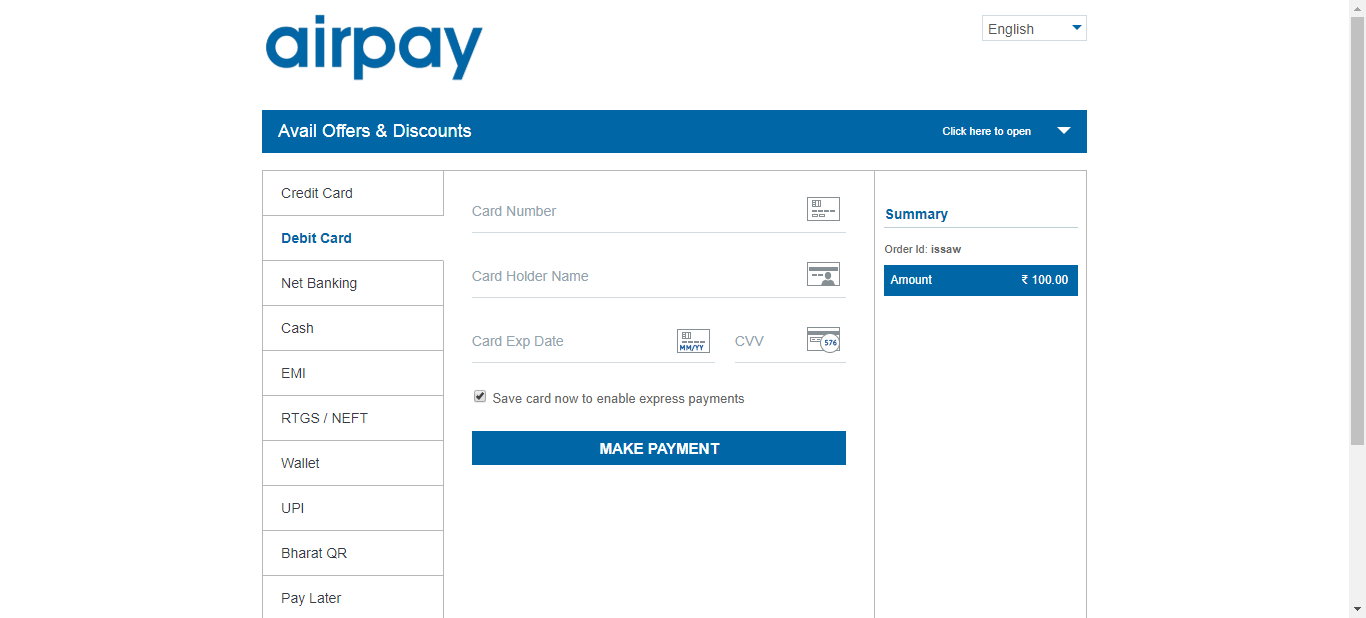 airpay
English
Avail Offers & Discounts
Click here to open
Credit Card
Debit Card
Net Banking
Cash
EMI
RTGS / NEFT
Wallet
UPI
Bharat QR
Pay Later
Card Number
Card Holder Name
Card Exp Date
MM/YY
CVV
576
Save card now to enable express payments
MAKE PAYMENT
Summary
Order Id: issaw
Amount ₹ 100.00